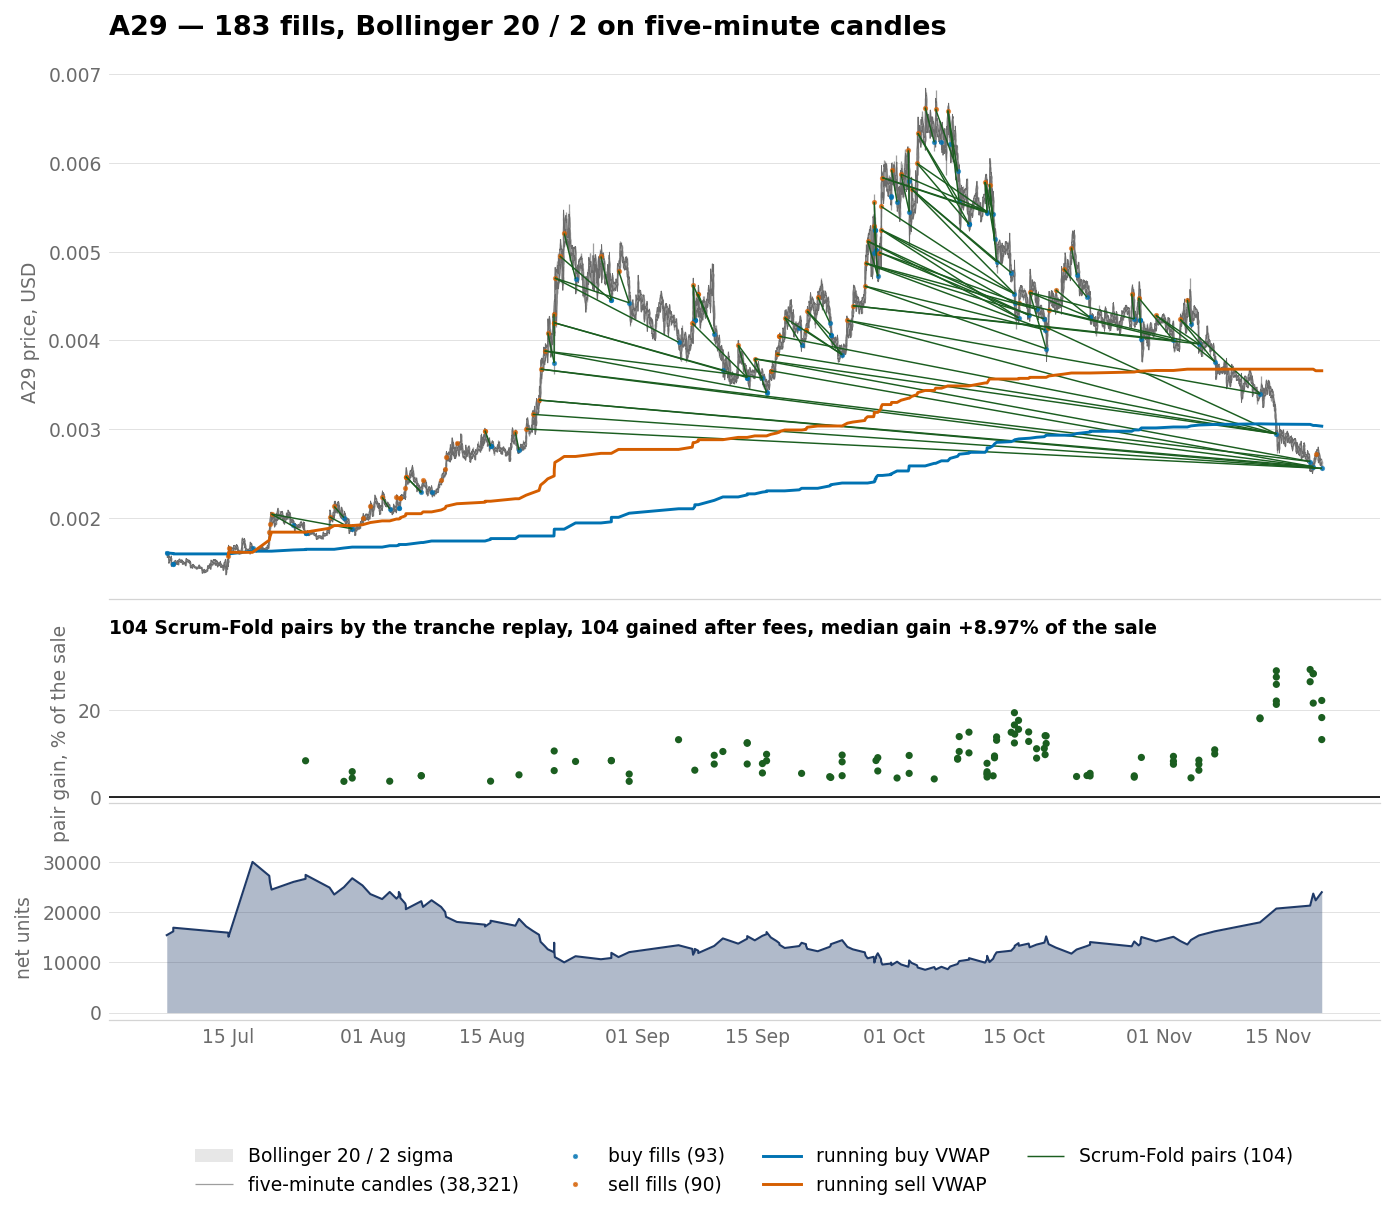 A29 — 183 fills, Bollinger 20 / 2 on five-minute candles
0.007
0.006
0.005
0.004
0.003
0.002
A29 price, USD
104 Scrum-Fold pairs by the tranche replay, 104 gained after fees, median gain +8.97% of the sale
20
0
pair gain, % of the sale
30000
20000
10000
0
net units
15 Jul
01 Aug
15 Aug
01 Sep
15 Sep
01 Oct
15 Oct
01 Nov
15 Nov
Bollinger 20 / 2 sigma
five-minute candles (38,321)
buy fills (93)
sell fills (90)
running buy VWAP
running sell VWAP
Scrum-Fold pairs (104)